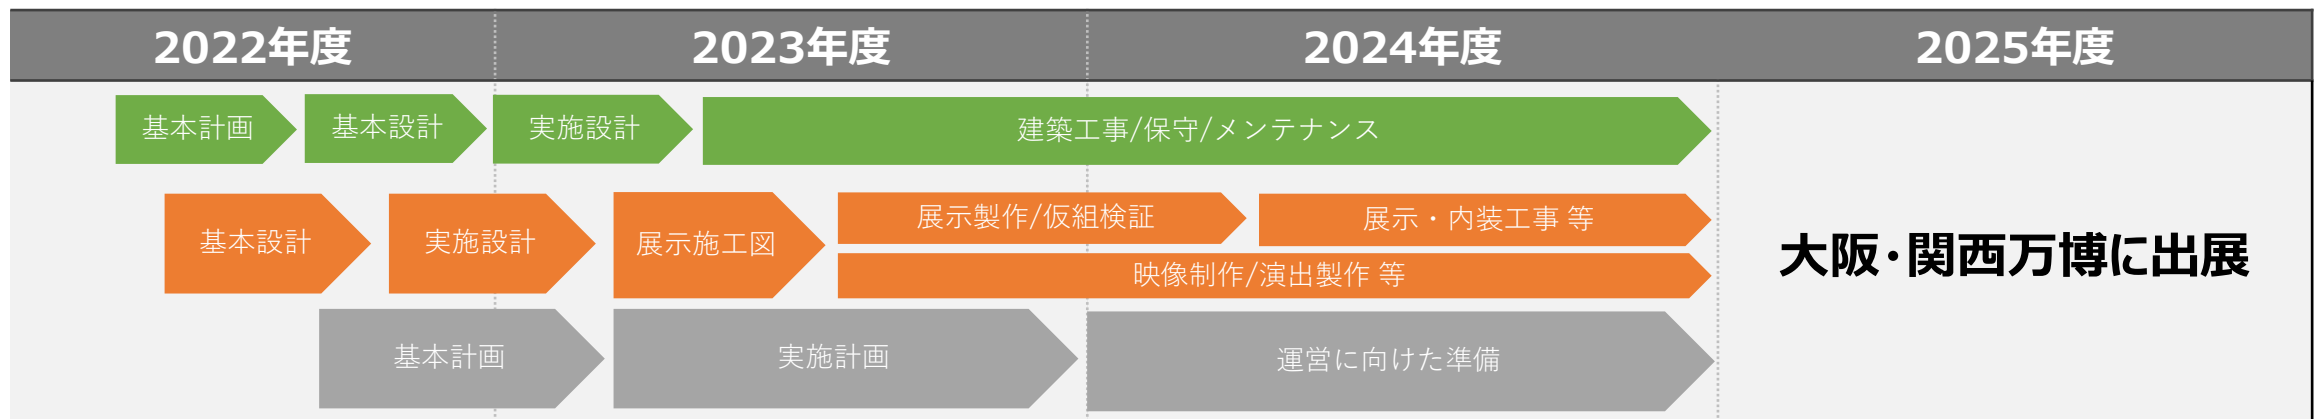 2022年度
2023年度
2024年度
2025年度
基本計画
基本設計
実施設計
建築工事/保守/メンテナンス
基本設計
実施設計
展示施工図
展示製作/仮組検証
展示・内装工事 等
映像制作/演出製作 等
大阪・関西万博に出展
基本計画
実施計画
運営に向けた準備